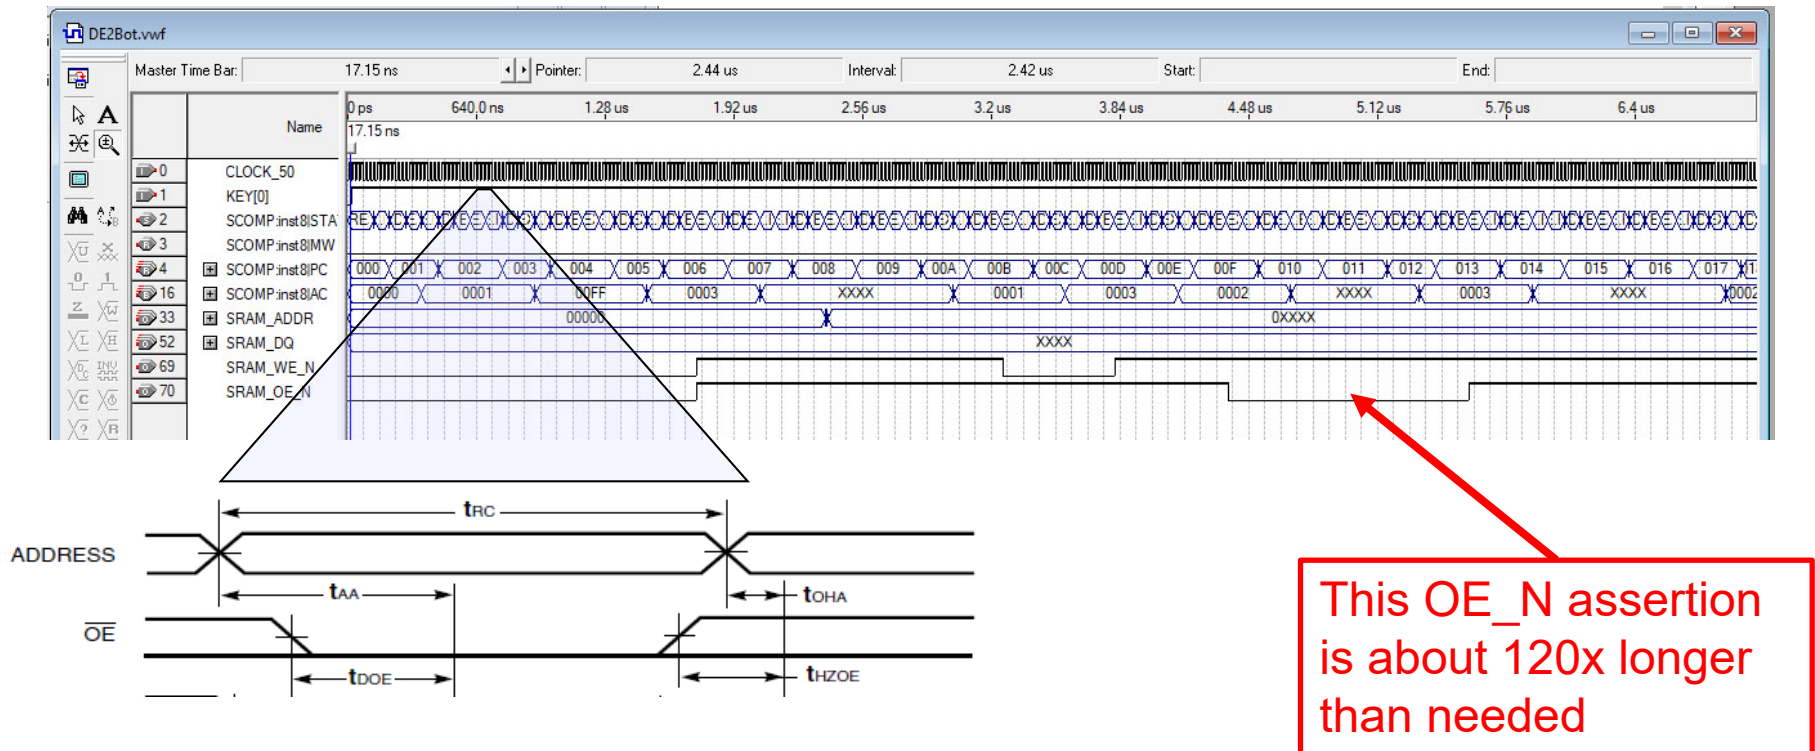 DE2Bot.vwf
Master Time Bar: 17.15 ns Pointer: 2.44 us Interval: 2.42 us Start: End:
0 ps 640.0 ns 1.28 us 1.92 us 2.56 us 3.2 us 3.84 us 4.48 us 5.12 us 5.76 us 6.4 us
Name
17.15 ns
0 CLOCK_50
1 KEY[0]
2 SCOMP:inst8|STA
3 SCOMP:inst8|MW
4 SCOMP:inst8|PC 000 001 002 003 004 005 006 007 008 009 00A 00B 00C 00D 00E 00F 010 011 012 013 014 015 016 017
16 SCOMP:inst8|AC 0000 0001 00FF 0003 XXXX 0001 0003 0002 XXXX 0003 XXXX 0002
33 SRAM_ADDR 00000 0XXXX
52 SRAM_DQ XXXX
69 SRAM_WE_N
70 SRAM_OE_N
tRC
ADDRESS
tAA
tOHA
OE
tDOE
tHZOE
This OE_N assertion
is about 120x longer
than needed